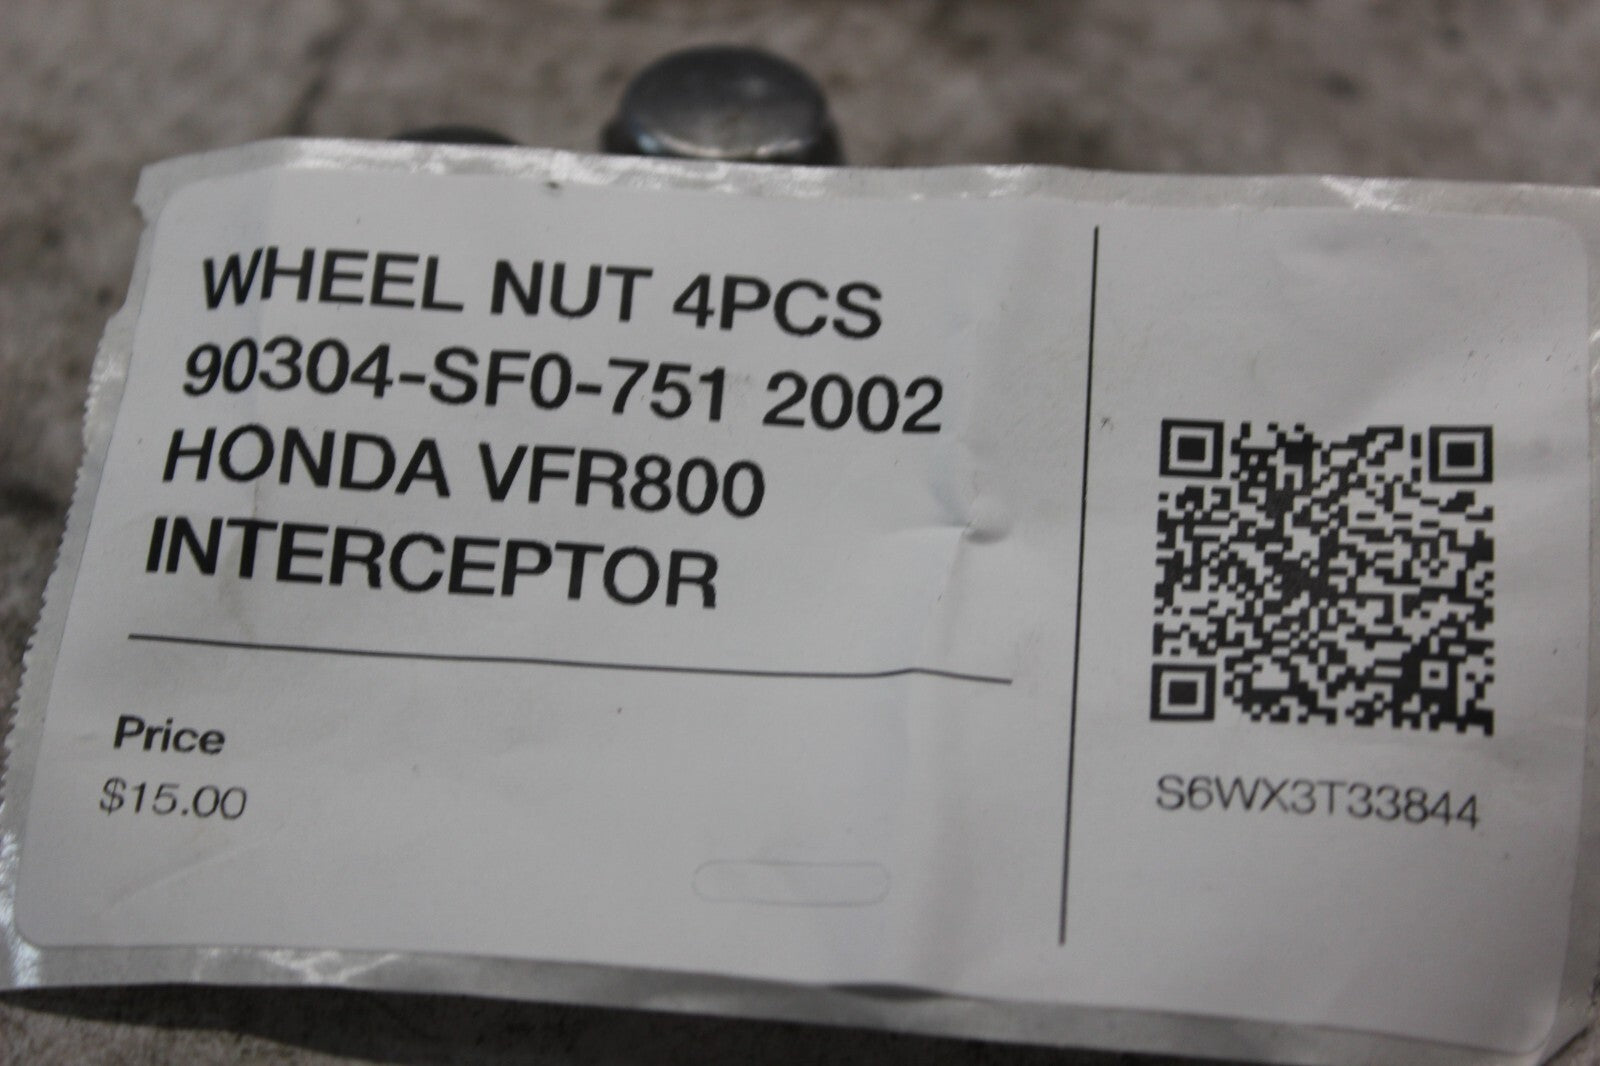 WHEEL NUT 4PCS
90304-SF0-751 2002
HONDA VFR800
INTERCEPTOR
Price
$15.00
S6WX3T33844